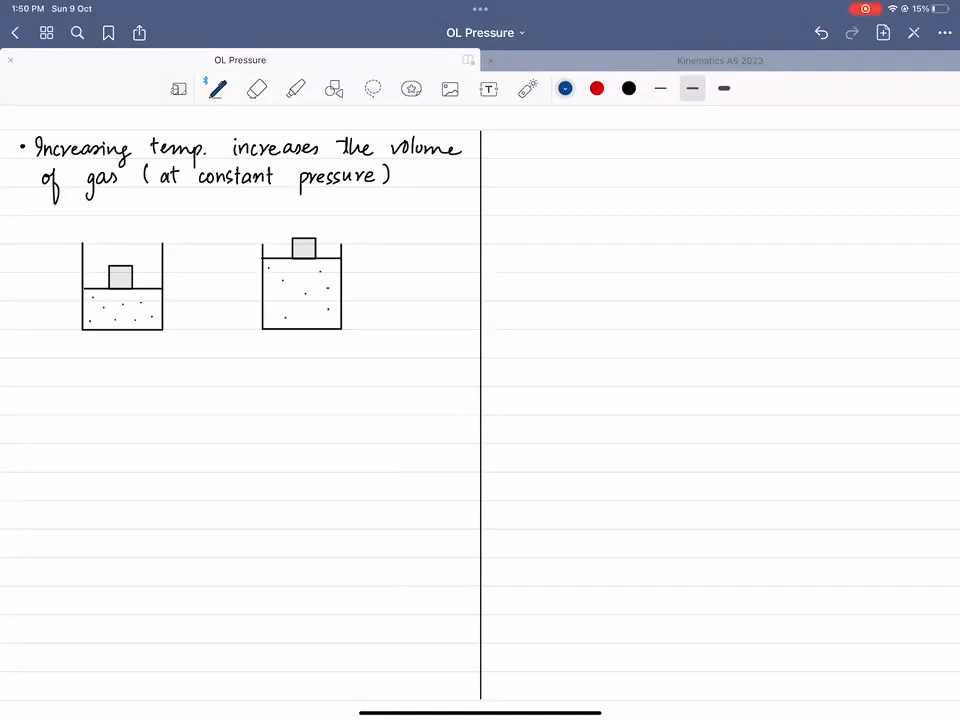 1:50 PM Sun 9 Oct
15%
OL Pressure
OL Pressure
Kinematics AS 2023
T
• Increasing temp. increases the volume
of gas (at constant pressure)